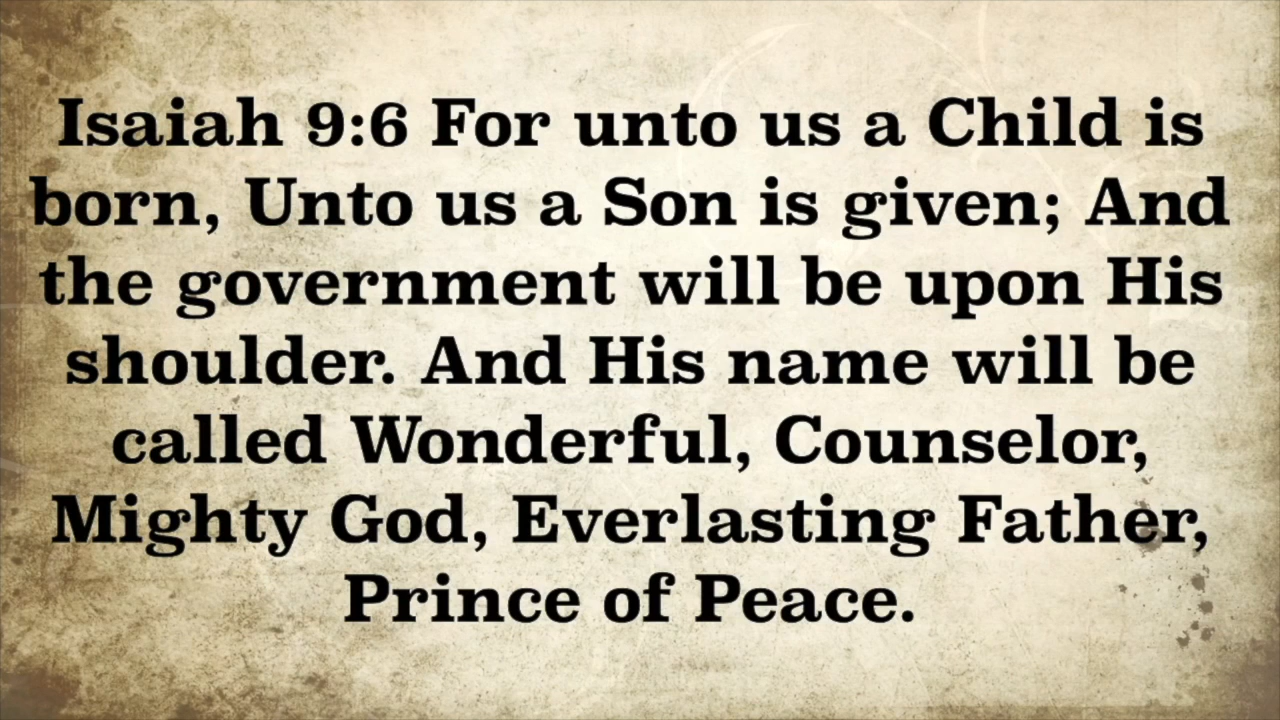 Isaiah 9:6 For unto us a Child is
born, Unto us a Son is given; And
the government will be upon His
shoulder. And His name will be
called Wonderful, Counselor,
Mighty God, Everlasting Father,
Prince of Peace.